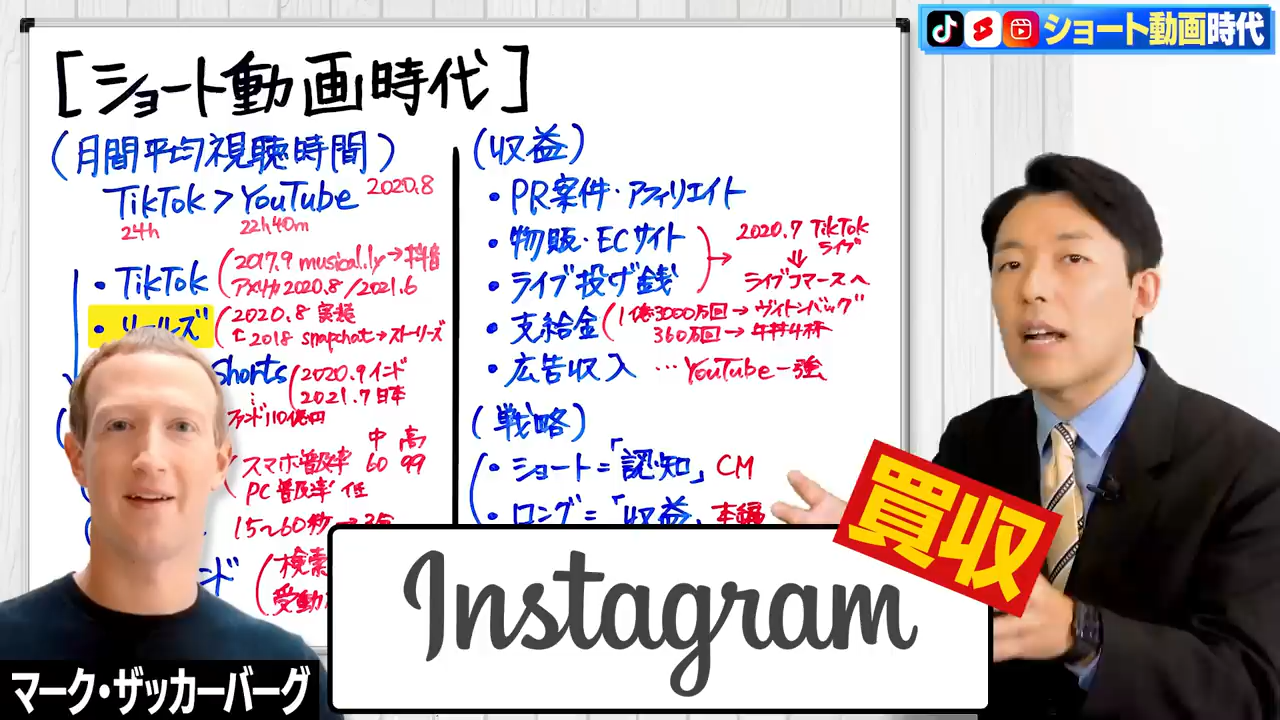 ショート動画時代
[ショート動画時代]
(月間平均視聴時間)
TikTok > YouTube 2020.8
24h 22h40m
・TikTok (2017.9 musical.ly→抖音
アメリカ2020.8/2021.6
・リールズ (2020.8 実装
2018 snapchat→ストーリーズ
Shorts (2020.9 インド
2021.7 日本
ファンド110億円
中 高
スマホ普及率 60 99
PC普及率 低
15〜60秒→3分
(検索
受動
(収益)
・PR案件・アフィリエイト
・物販・ECサイト
・ライブ投げ銭
2020.7 TikTok
ライブ
ライブコマースへ
・支給金 (1億3000万回→ヴィトンバッグ
360万回→牛丼4杯
・広告収入 …YouTube一強
(戦略)
・ショート=「認知」 CM
・ロング=「収益」 本編
買収
Instagram
マーク・ザッカーバーグ